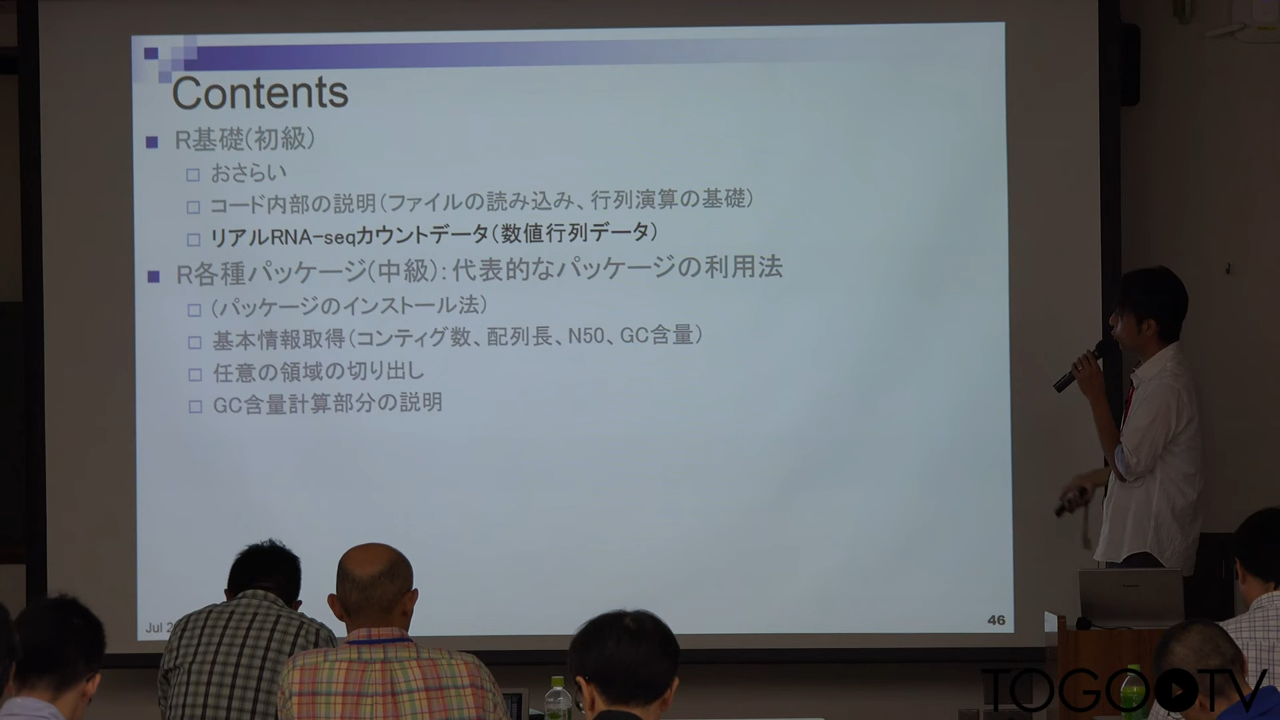 Contents
R基礎(初級)
おさらい
コード内部の説明(ファイルの読み込み、行列演算の基礎)
リアルRNA-seqカウントデータ(数値行列データ)
R各種パッケージ(中級):代表的なパッケージの利用法
(パッケージのインストール法)
基本情報取得(コンティグ数、配列長、N50、GC含量)
任意の領域の切り出し
GC含量計算部分の説明
Jul 2
46
TOGOTV